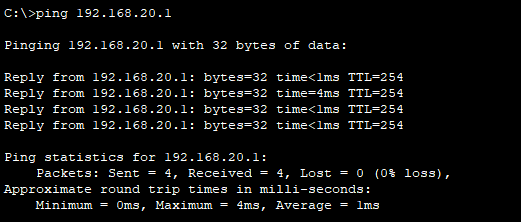 C:\>ping 192.168.20.1
Pinging 192.168.20.1 with 32 bytes of data:
Reply from 192.168.20.1: bytes=32 time<1ms TTL=254
Reply from 192.168.20.1: bytes=32 time=4ms TTL=254
Reply from 192.168.20.1: bytes=32 time<1ms TTL=254
Reply from 192.168.20.1: bytes=32 time<1ms TTL=254
Ping statistics for 192.168.20.1:
    Packets: Sent = 4, Received = 4, Lost = 0 (0% loss),
Approximate round trip times in milli-seconds:
    Minimum = 0ms, Maximum = 4ms, Average = 1ms